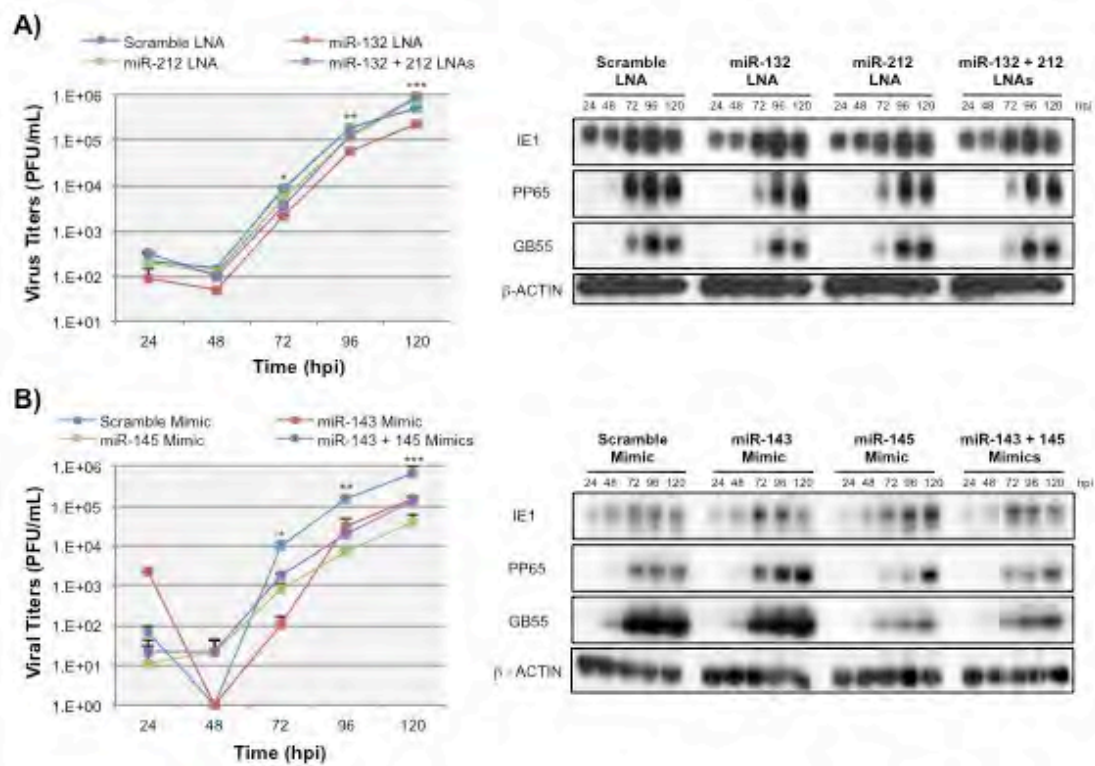 A)
Scramble LNA
miR-132 LNA
miR-212 LNA
miR-132 + 212 LNAs
Virus Titers (PFU/mL)
1.E+06
1.E+05
1.E+04
1.E+03
1.E+02
1.E+01
*
**
***
24 48 72 96 120
Time (hpi)
Scramble LNA
miR-132 LNA
miR-212 LNA
miR-132 + 212 LNAs
24 48 72 96 120 24 48 72 96 120 24 48 72 96 120 24 48 72 96 120 hpi
IE1
PP65
GB55
β-ACTIN
B)
Scramble Mimic
miR-143 Mimic
miR-145 Mimic
miR-143 + 145 Mimics
Viral Titers (PFU/mL)
1.E+06
1.E+05
1.E+04
1.E+03
1.E+02
1.E+01
1.E+00
*
**
***
24 48 72 96 120
Time (hpi)
Scramble Mimic
miR-143 Mimic
miR-145 Mimic
miR-143 + 145 Mimics
24 48 72 96 120 24 48 72 96 120 24 48 72 96 120 24 48 72 96 120 hpi
IE1
PP65
GB55
β-ACTIN